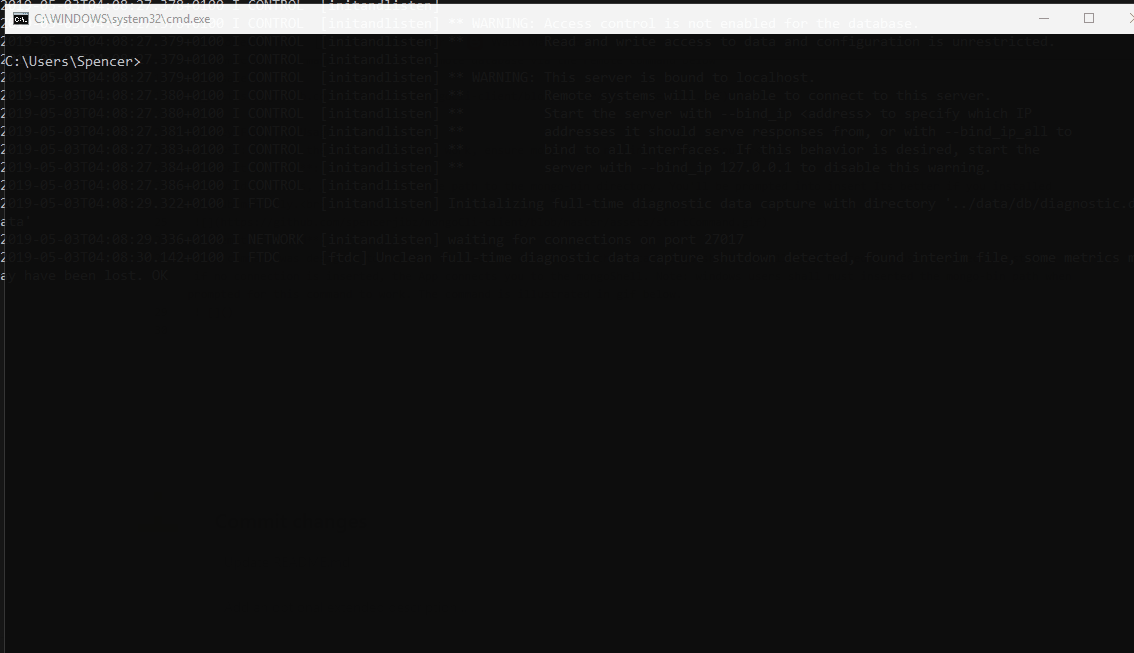 2019-05-03T04:08:27.378+0100 I CONTROL  [initandlisten]
C:\WINDOWS\system32\cmd.exe
** WARNING: Access control is not enabled for the database.
2019-05-03T04:08:27.379+0100 I CONTROL  [initandlisten] **          Read and write access to data and configuration is unrestricted.
C:\Users\Spencer>
.379+0100 I CONTROL  [initandlisten]
2019-05-03T04:08:27.379+0100 I CONTROL  [initandlisten] ** WARNING: This server is bound to localhost.
2019-05-03T04:08:27.380+0100 I CONTROL  [initandlisten] **          Remote systems will be unable to connect to this server.
2019-05-03T04:08:27.380+0100 I CONTROL  [initandlisten] **          Start the server with --bind_ip <address> to specify which IP
2019-05-03T04:08:27.381+0100 I CONTROL  [initandlisten] **          addresses it should serve responses from, or with --bind_ip_all to
2019-05-03T04:08:27.383+0100 I CONTROL  [initandlisten] **          bind to all interfaces. If this behavior is desired, start the
2019-05-03T04:08:27.384+0100 I CONTROL  [initandlisten] **          server with --bind_ip 127.0.0.1 to disable this warning.
2019-05-03T04:08:27.386+0100 I CONTROL  [initandlisten]
2019-05-03T04:08:29.322+0100 I FTDC     [initandlisten] Initializing full-time diagnostic data capture with directory '../data/db/diagnostic.d
ata'
2019-05-03T04:08:29.336+0100 I NETWORK  [initandlisten] waiting for connections on port 27017
2019-05-03T04:08:30.142+0100 I FTDC     [ftdc] Unclean full-time diagnostic data capture shutdown detected, found interim file, some metrics m
ay have been lost. OK